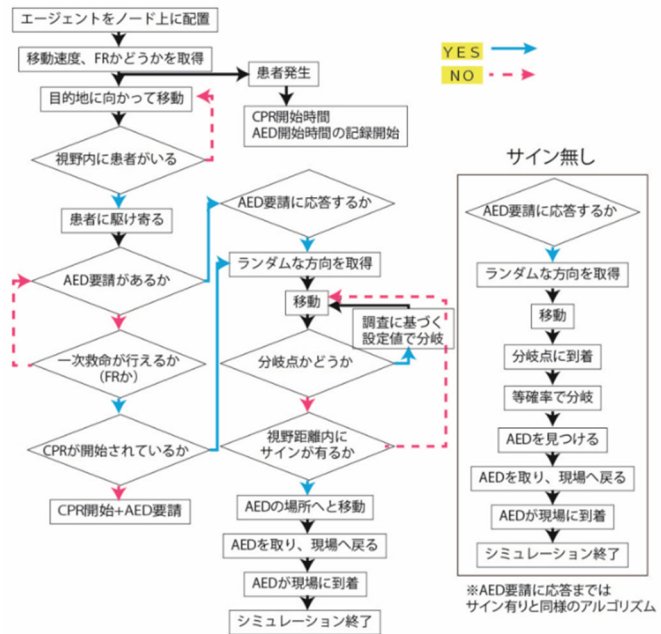 エージェントをノード上に配置
移動速度、FRかどうかを取得
患者発生
目的地に向かって移動
CPR開始時間
AED開始時間の記録開始
視野内に患者がいる
患者に駆け寄る
AED要請があるか
一次救命が行えるか
(FRか)
CPRが開始されているか
CPR開始+AED要請
AED要請に応答するか
ランダムな方向を取得
移動
調査に基づく
設定値で分岐
分岐点かどうか
視野距離内に
サインが有るか
AEDの場所へと移動
AEDを取り、現場へ戻る
AEDが現場に到着
シミュレーション終了
YES
NO
サイン無し
AED要請に応答するか
ランダムな方向を取得
移動
分岐点に到着
等確率で分岐
AEDを見つける
AEDを取り、現場へ戻る
AEDが現場に到着
シミュレーション終了
※AED要請に応答までは
サイン有りと同様のアルゴリズム